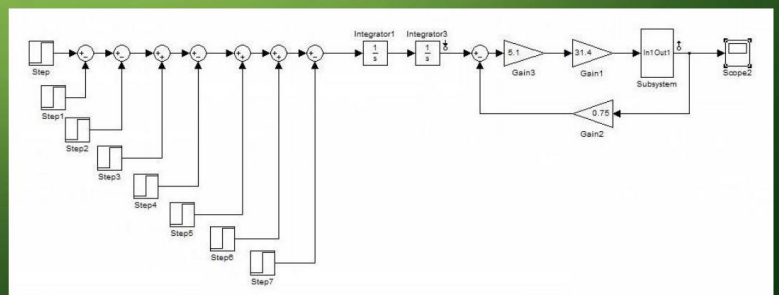 Integrator1 Integrator3
1
s
1
s
5.1
31.4
In1Out1
Step
Gain3
Gain1
Subsystem
Scope2
Step1
0.75
Gain2
Step2
Step3
Step4
Step5
Step6
Step7